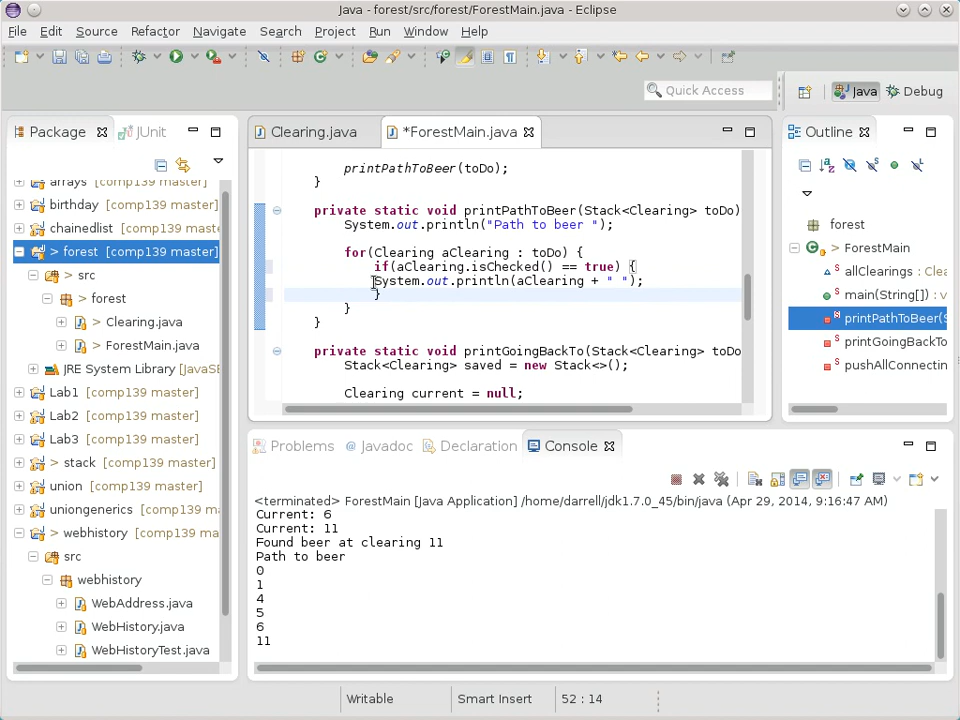 Java - forest/src/forest/ForestMain.java - Eclipse
File Edit Source Refactor Navigate Search Project Run Window Help
Quick Access
Java
Debug
Package
JUnit
arrays [comp139 master]
birthday [comp139 master]
chainedlist [comp139 maste
> forest [comp139 master]
> src
> forest
> Clearing.java
> ForestMain.java
JRE System Library [JavaSE
Lab1 [comp139 master]
Lab2 [comp139 master]
Lab3 [comp139 master]
> stack [comp139 master]
union [comp139 master]
uniongenerics [comp139 ma
> webhistory [comp139 ma
src
webhistory
WebAddress.java
WebHistory.java
WebHistoryTest.java
Clearing.java
*ForestMain.java
printPathToBeer(toDo);
}
private static void printPathToBeer(Stack<Clearing> toDo)
System.out.println("Path to beer ");
for(Clearing aClearing : toDo) {
if(aClearing.isChecked() == true) {
System.out.println(aClearing + " ");
}
}
}
private static void printGoingBackTo(Stack<Clearing> toDo
Stack<Clearing> saved = new Stack<>();
Clearing current = null;
Outline
forest
ForestMain
allClearings : Clea
main(String[]) : v
printPathToBeer(S
printGoingBackTo
pushAllConnectin
Problems
@ Javadoc
Declaration
Console
<terminated> ForestMain [Java Application] /home/darrell/jdk1.7.0_45/bin/java (Apr 29, 2014, 9:16:47 AM)
Current: 6
Current: 11
Found beer at clearing 11
Path to beer
0
1
4
5
6
11
Writable
Smart Insert
52 : 14